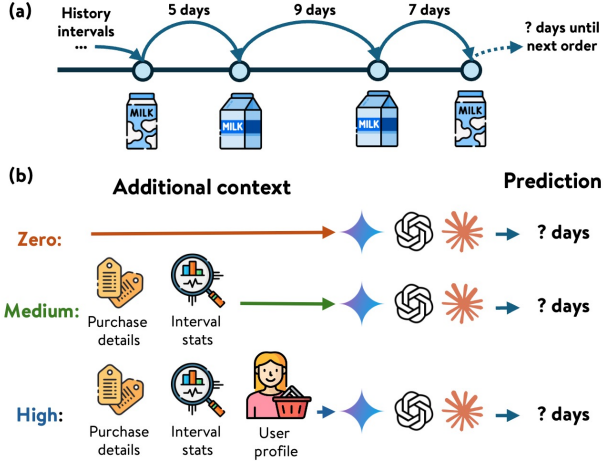 (a)
History
intervals
...
5 days
9 days
7 days
? days until
next order
MILK
MILK
MILK
MILK
(b)
Additional context
Prediction
Zero:
? days
Medium:
Purchase
details
Interval
stats
? days
High:
Purchase
details
Interval
stats
User
profile
? days